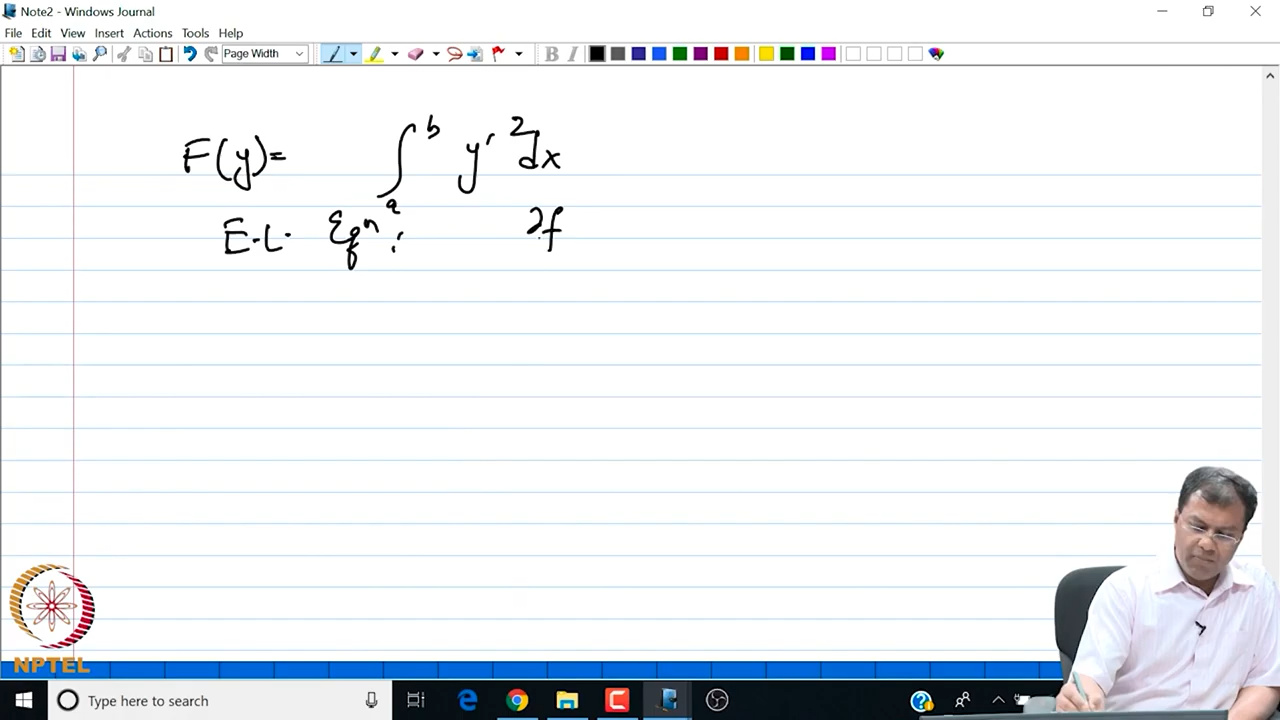 Note2 - Windows Journal
File Edit View Insert Actions Tools Help
Page Width
F(y)= ∫_a^b y'^2 dx
E.L. Eqⁿ: ∂f
NPTEL
Type here to search